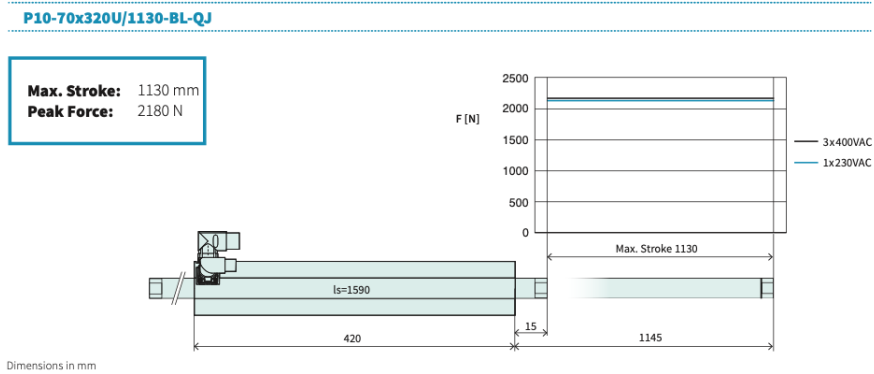 P10-70x320U/1130-BL-QJ
Max. Stroke: 1130 mm
Peak Force: 2180 N
F [N]
2500
2000
1500
1000
500
0
3x400VAC
1x230VAC
Max. Stroke 1130
ls=1590
15
420
1145
Dimensions in mm